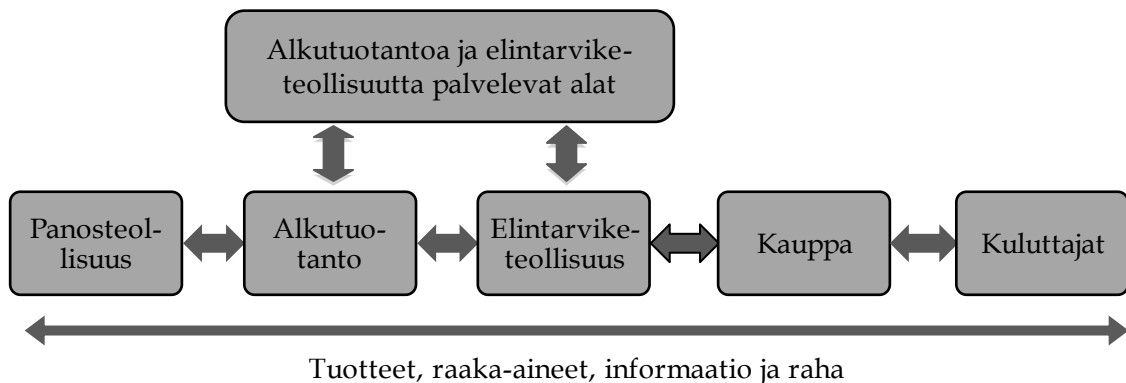 Alkutuotantoa ja elintarvike-
teollisuutta palvelevat alat
Panosteol-
lisuus
Alkutuo-
tanto
Elintarvike-
teollisuus
Kauppa
Kuluttajat
Tuotteet, raaka-aineet, informaatio ja raha